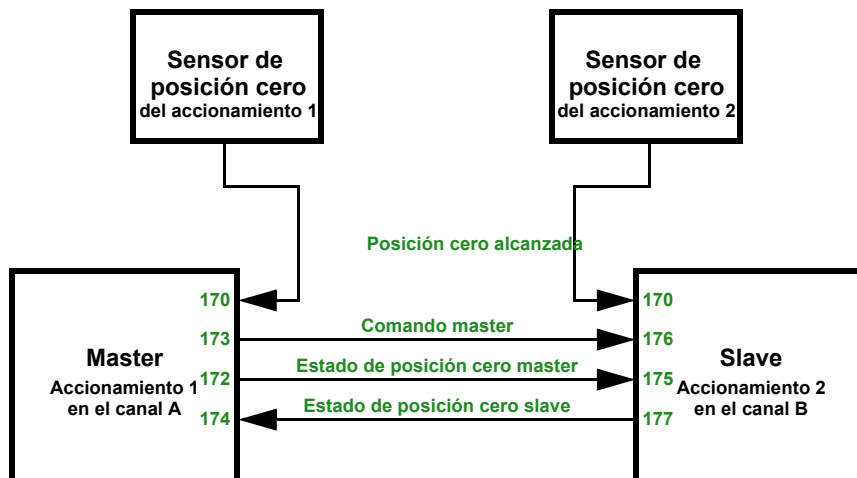 Sensor de
posición cero
del accionamiento 1
Sensor de
posición cero
del accionamiento 2
Posición cero alcanzada
170
170
173
Comando master
176
Master
Slave
172
Estado de posición cero master
175
Accionamiento 1
en el canal A
Accionamiento 2
en el canal B
174
Estado de posición cero slave
177